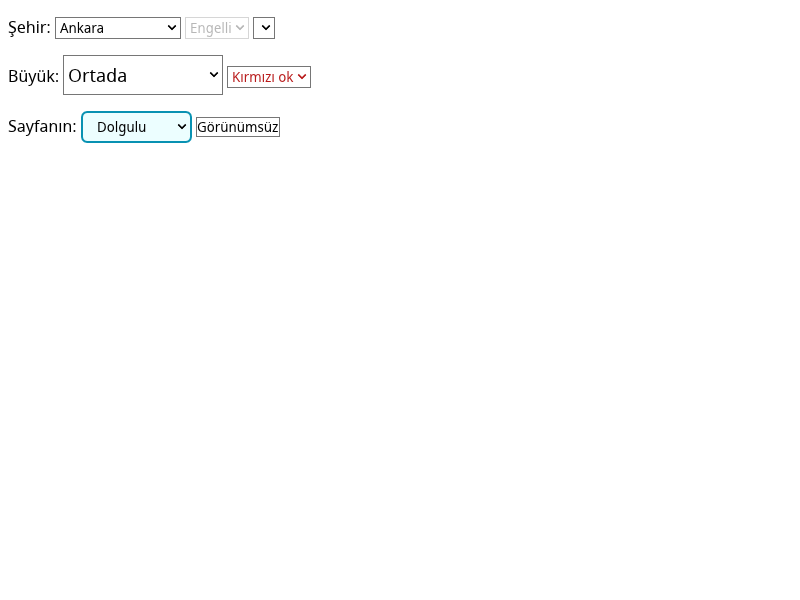 Şehir: Ankara Engelli
Büyük: Ortada Kırmızı ok
Sayfanın: Dolgulu Görünümsüz